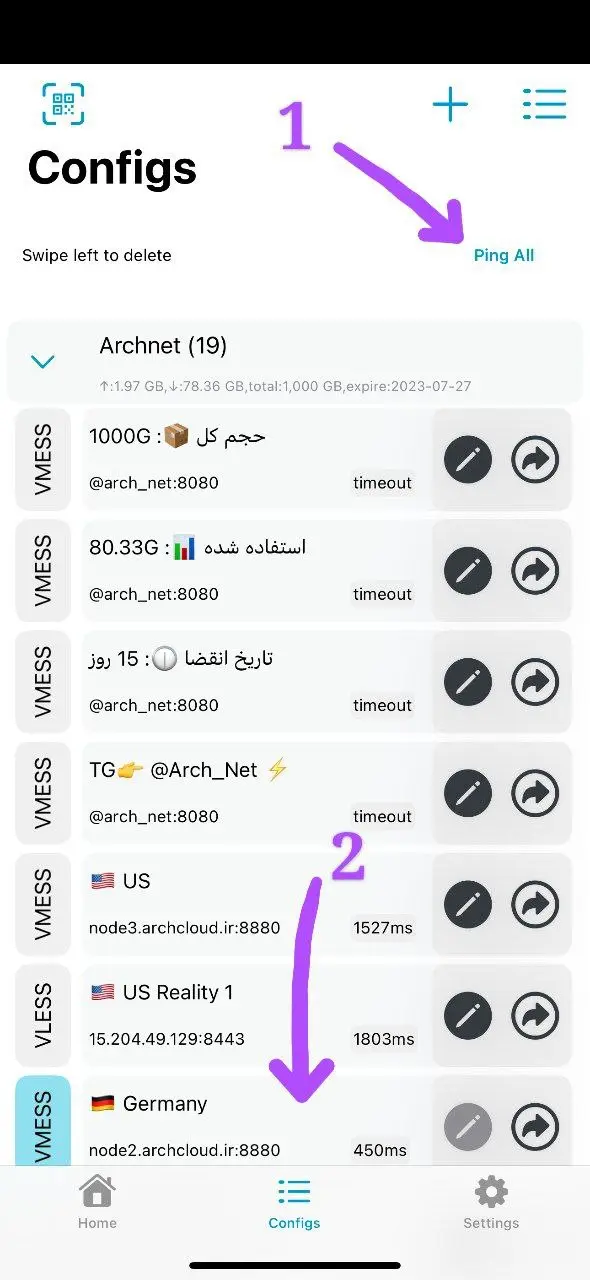 1
Configs
Swipe left to delete
Ping All
Archnet (19)
↑:1.97 GB,↓:78.36 GB,total:1,000 GB,expire:2023-07-27
VMESS
حجم کل 📦: 1000G
@arch_net:8080
timeout
VMESS
استفاده شده 📊: 80.33G
@arch_net:8080
timeout
VMESS
تاریخ انقضا 🕕: 15 روز
@arch_net:8080
timeout
VMESS
TG👉 @Arch_Net ⚡
@arch_net:8080
timeout
2
VMESS
🇺🇸 US
node3.archcloud.ir:8880
1527ms
VLESS
🇺🇸 US Reality 1
15.204.49.129:8443
1803ms
VMESS
🇩🇪 Germany
node2.archcloud.ir:8880
450ms
Home
Configs
Settings